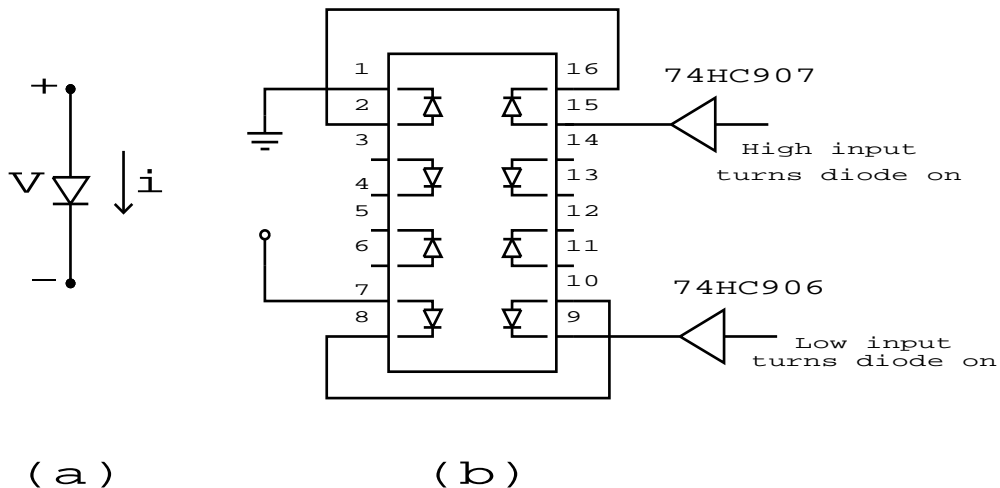 +
V
i
−
1
2
3
4
5
6
7
8
16
15
14
13
12
11
10
9
74HC907
High input
turns diode on
74HC906
Low input
turns diode on
(a)
(b)